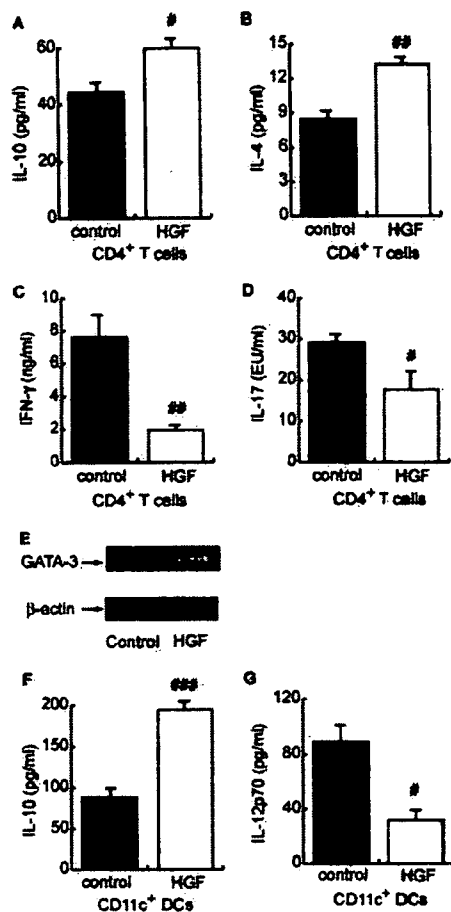 A
#
IL-10 (pg/ml)
60
40
20
0
control HGF
CD4+ T cells
B
##
IL-4 (pg/ml)
15
12
9
6
3
0
control HGF
CD4+ T cells
C
IFN-γ (ng/ml)
10
8
6
4
2
0
##
control HGF
CD4+ T cells
D
IL-17 (EU/ml)
40
30
20
10
0
#
control HGF
CD4+ T cells
E
GATA-3
β-actin
Control HGF
F
###
IL-10 (pg/ml)
200
150
100
50
0
control HGF
CD11c+ DCs
G
IL-12p70 (pg/ml)
120
80
40
0
#
control HGF
CD11c+ DCs